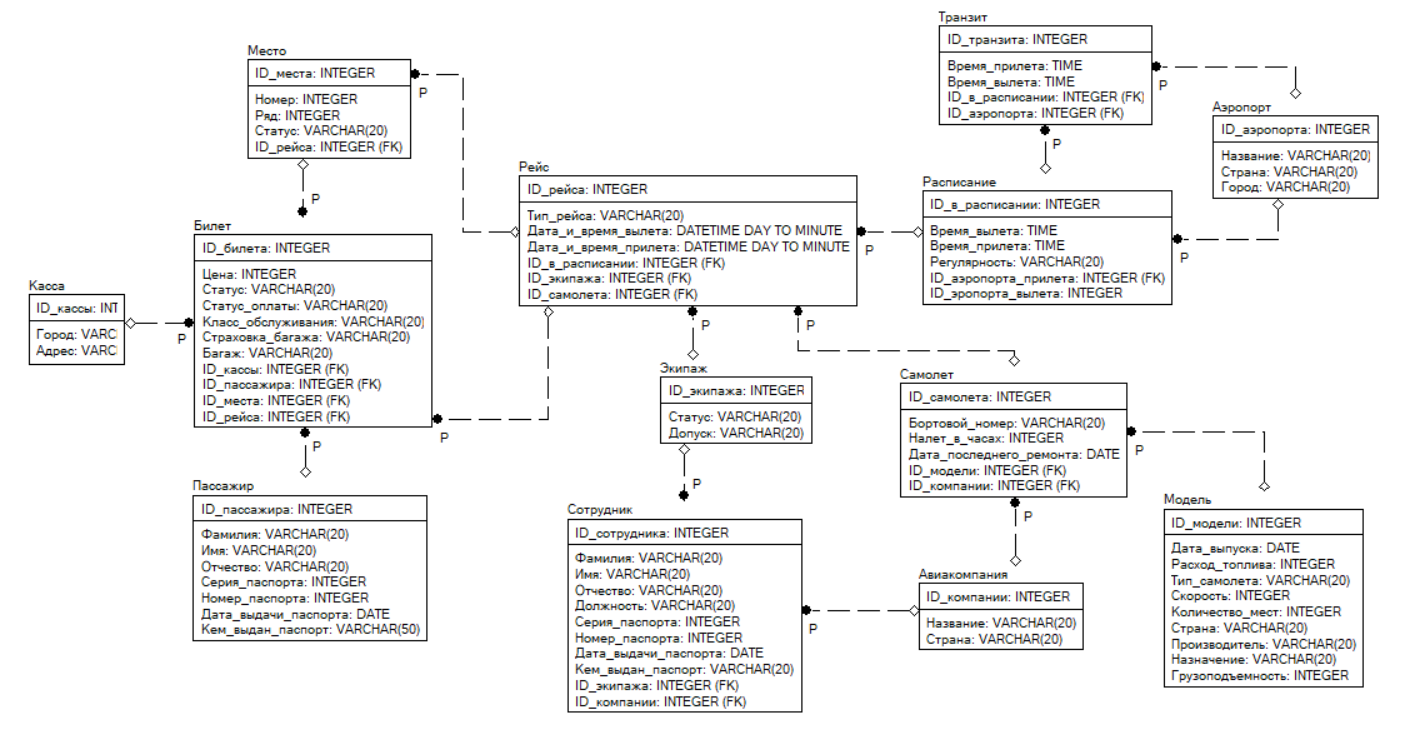 Транзит
ID_транзита: INTEGER
Время_прилета: TIME
Время_вылета: TIME
ID_в_расписании: INTEGER (FK)
ID_аэропорта: INTEGER (FK)
P
P
Место
ID_места: INTEGER
Номер: INTEGER
Ряд: INTEGER
Статус: VARCHAR(20)
ID_рейса: INTEGER (FK)
P
P
Аэропорт
ID_аэропорта: INTEGER
Название: VARCHAR(20)
Страна: VARCHAR(20)
Город: VARCHAR(20)
P
Рейс
ID_рейса: INTEGER
Тип_рейса: VARCHAR(20)
Дата_и_время_вылета: DATETIME DAY TO MINUTE
Дата_и_время_прилета: DATETIME DAY TO MINUTE
ID_в_расписании: INTEGER (FK)
ID_экипажа: INTEGER (FK)
ID_самолета: INTEGER (FK)
P
P
P
Расписание
ID_в_расписании: INTEGER
Время_вылета: TIME
Время_прилета: TIME
Регулярность: VARCHAR(20)
ID_аэропорта_прилета: INTEGER (FK)
ID_эропорта_вылета: INTEGER
Билет
ID_билета: INTEGER
Цена: INTEGER
Статус: VARCHAR(20)
Статус_оплаты: VARCHAR(20)
Класс_обслуживания: VARCHAR(20)
Страховка_багажа: VARCHAR(20)
Багаж: VARCHAR(20)
ID_кассы: INTEGER (FK)
ID_пассажира: INTEGER (FK)
ID_места: INTEGER (FK)
ID_рейса: INTEGER (FK)
P
P
P
Касса
ID_кассы: INT
Город: VARC
Адрес: VARC
Экипаж
ID_экипажа: INTEGER
Статус: VARCHAR(20)
Допуск: VARCHAR(20)
P
Самолет
ID_самолета: INTEGER
Бортовой_номер: VARCHAR(20)
Налет_в_часах: INTEGER
Дата_последнего_ремонта: DATE
ID_модели: INTEGER (FK)
ID_компании: INTEGER (FK)
P
P
Пассажир
ID_пассажира: INTEGER
Фамилия: VARCHAR(20)
Имя: VARCHAR(20)
Отчество: VARCHAR(20)
Серия_паспорта: INTEGER
Номер_паспорта: INTEGER
Дата_выдачи_паспорта: DATE
Кем_выдан_паспорт: VARCHAR(50)
Сотрудник
ID_сотрудника: INTEGER
Фамилия: VARCHAR(20)
Имя: VARCHAR(20)
Отчество: VARCHAR(20)
Должность: VARCHAR(20)
Серия_паспорта: INTEGER
Номер_паспорта: INTEGER
Дата_выдачи_паспорта: DATE
Кем_выдан_паспорт: VARCHAR(20)
ID_экипажа: INTEGER (FK)
ID_компании: INTEGER (FK)
P
Авиакомпания
ID_компании: INTEGER
Название: VARCHAR(20)
Страна: VARCHAR(20)
Модель
ID_модели: INTEGER
Дата_выпуска: DATE
Расход_топлива: INTEGER
Тип_самолета: VARCHAR(20)
Скорость: INTEGER
Количество_мест: INTEGER
Страна: VARCHAR(20)
Производитель: VARCHAR(20)
Назначение: VARCHAR(20)
Грузоподъемность: INTEGER